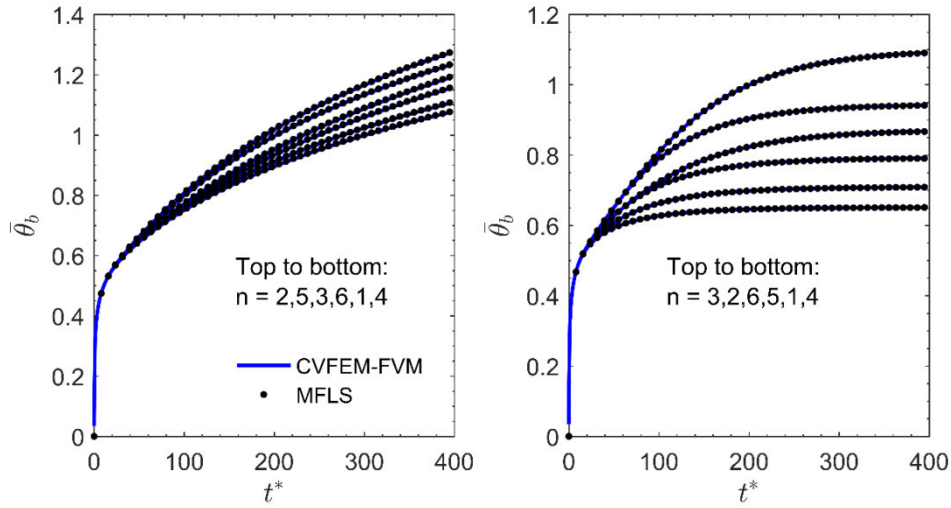 1.4
1.2
1
0.8
0.6
0.4
0.2
0
θ̄_b
Top to bottom:
n = 2,5,3,6,1,4
CVFEM-FVM
MFLS
0 100 200 300 400
t*
1.2
1
0.8
0.6
0.4
0.2
0
θ̄_b
Top to bottom:
n = 3,2,6,5,1,4
0 100 200 300 400
t*